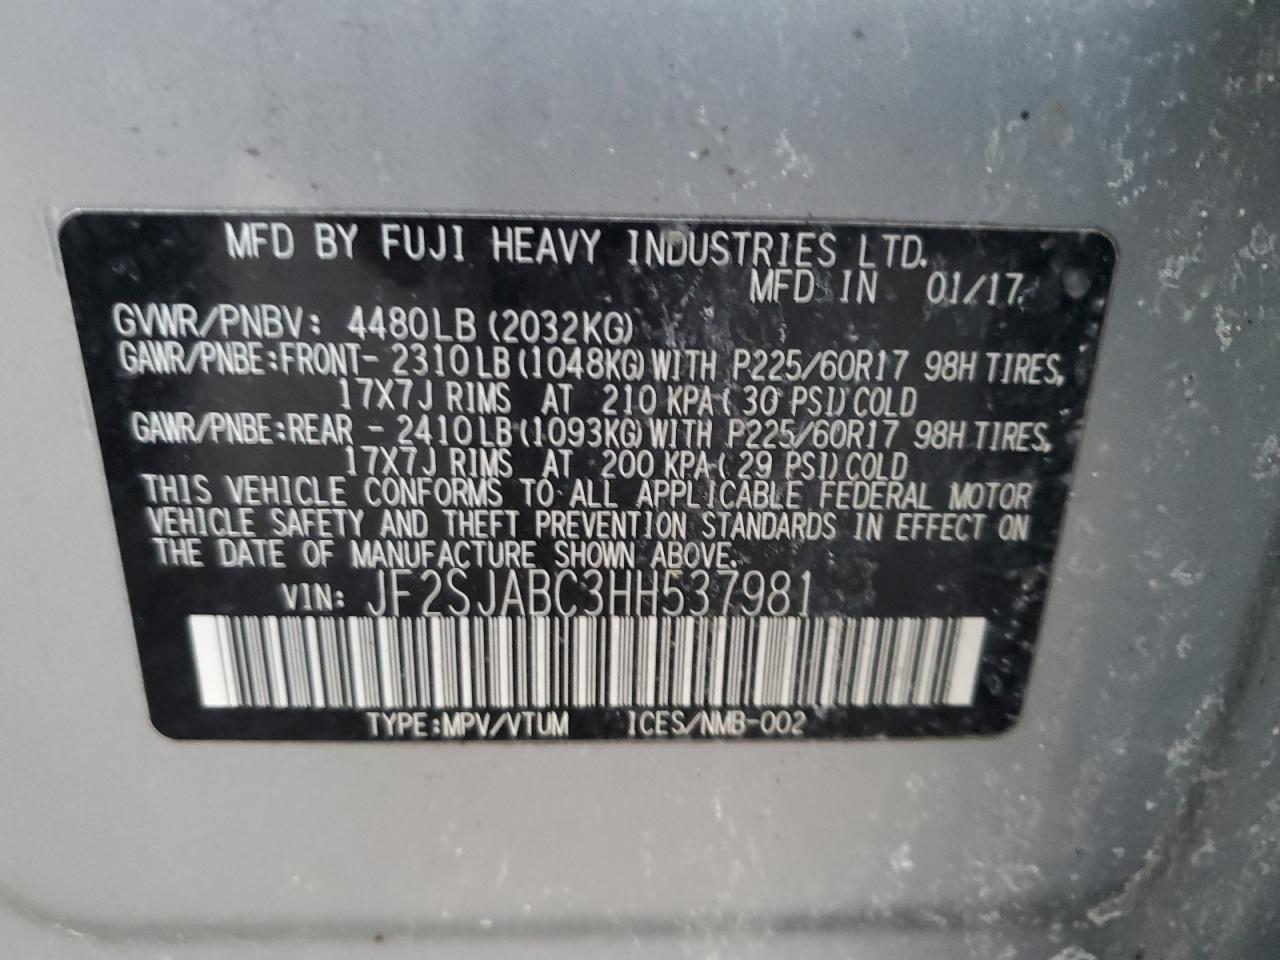 MFD BY FUJI HEAVY INDUSTRIES LTD.
MFD IN 01/17
GVWR/PNBV: 4480LB (2032KG)
GAWR/PNBE:FRONT- 2310LB (1048KG) WITH P225/60R17 98H TIRES,
17X7J RIMS AT 210 KPA( 30 PSI) COLD
GAWR/PNBE:REAR - 2410LB (1093KG) WITH P225/60R17 98H TIRES,
17X7J RIMS AT 200 KPA( 29 PSI) COLD
THIS VEHICLE CONFORMS TO ALL APPLICABLE FEDERAL MOTOR
VEHICLE SAFETY AND THEFT PREVENTION STANDARDS IN EFFECT ON
THE DATE OF MANUFACTURE SHOWN ABOVE.
VIN: JF2SJABC3HH537981
TYPE:MPV/VTUM ICES/NMB-002